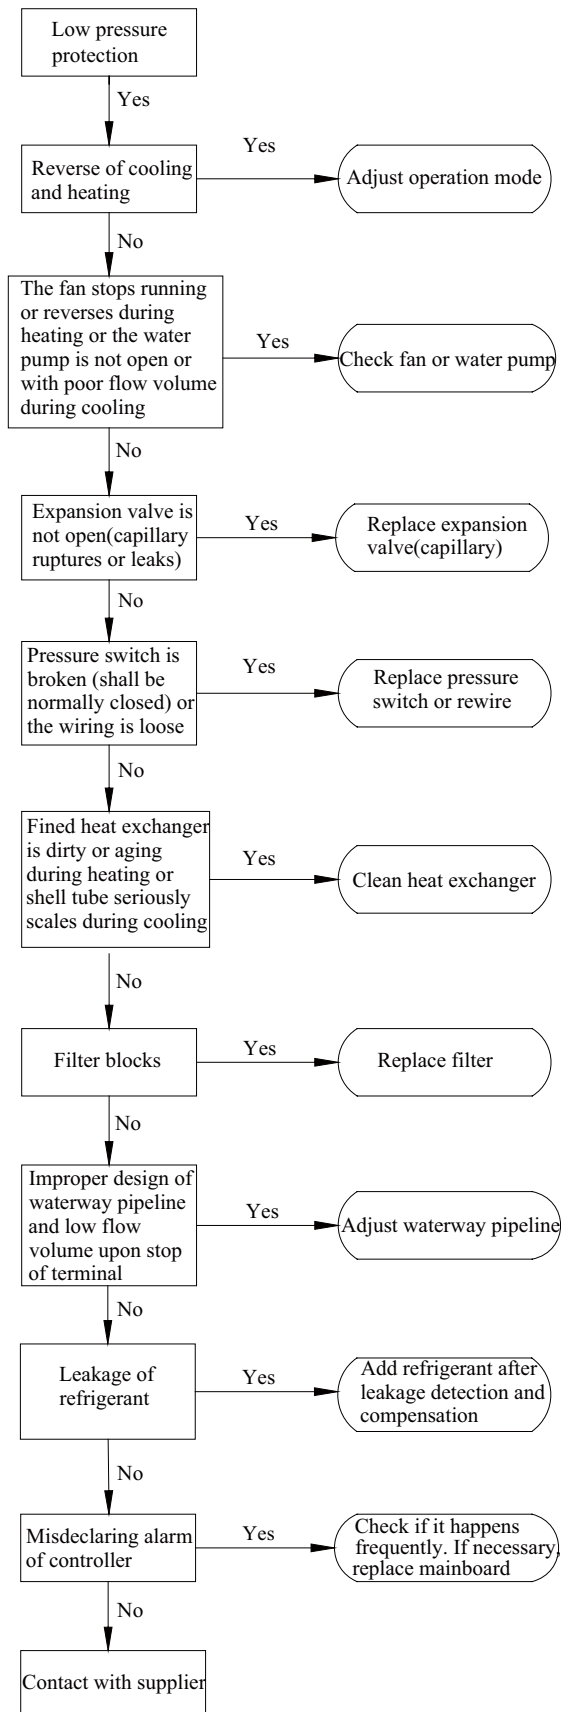 Low pressure
protection
Yes
Reverse of cooling
and heating
Yes
Adjust operation mode
No
The fan stops running
or reverses during
heating or the water
pump is not open or
with poor flow volume
during cooling
Yes
Check fan or water pump
No
Expansion valve is
not open(capillary
ruptures or leaks)
Yes
Replace expansion
valve(capillary)
No
Pressure switch is
broken (shall be
normally closed) or
the wiring is loose
Yes
Replace pressure
switch or rewire
No
Fined heat exchanger
is dirty or aging
during heating or
shell tube seriously
scales during cooling
Yes
Clean heat exchanger
No
Filter blocks
Yes
Replace filter
No
Improper design of
waterway pipeline
and low flow
volume upon stop
of terminal
Yes
Adjust waterway pipeline
No
Leakage of
refrigerant
Yes
Add refrigerant after
leakage detection and
compensation
No
Misdeclaring alarm
of controller
Yes
Check if it happens
frequently. If necessary,
replace mainboard
No
Contact with supplier